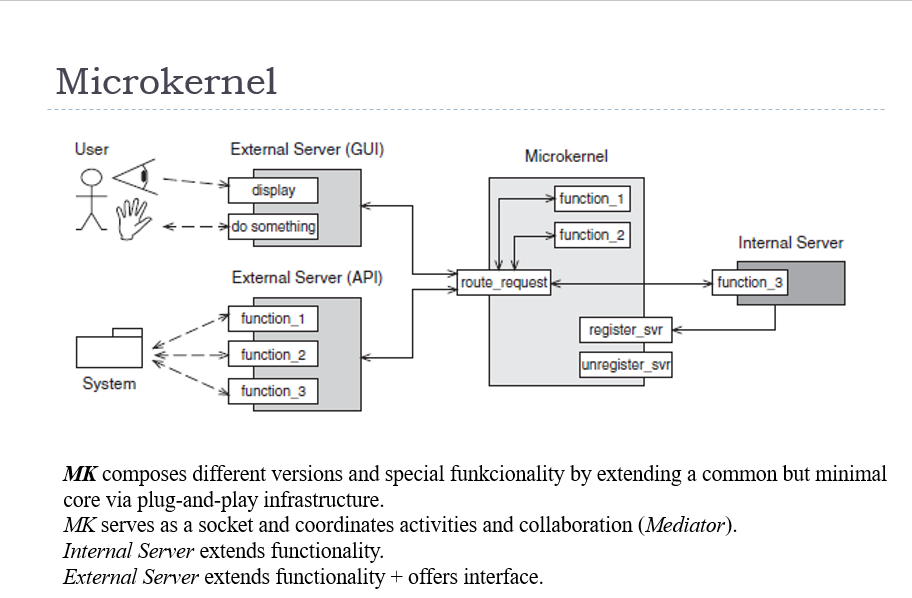 Microkernel
User
External Server (GUI)
display
do something
External Server (API)
function_1
function_2
function_3
System
Microkernel
function_1
function_2
route_request
register_svr
unregister_svr
Internal Server
function_3
MK composes different versions and special funkcionality by extending a common but minimal
core via plug-and-play infrastructure.
MK serves as a socket and coordinates activities and collaboration (Mediator).
Internal Server extends functionality.
External Server extends functionality + offers interface.